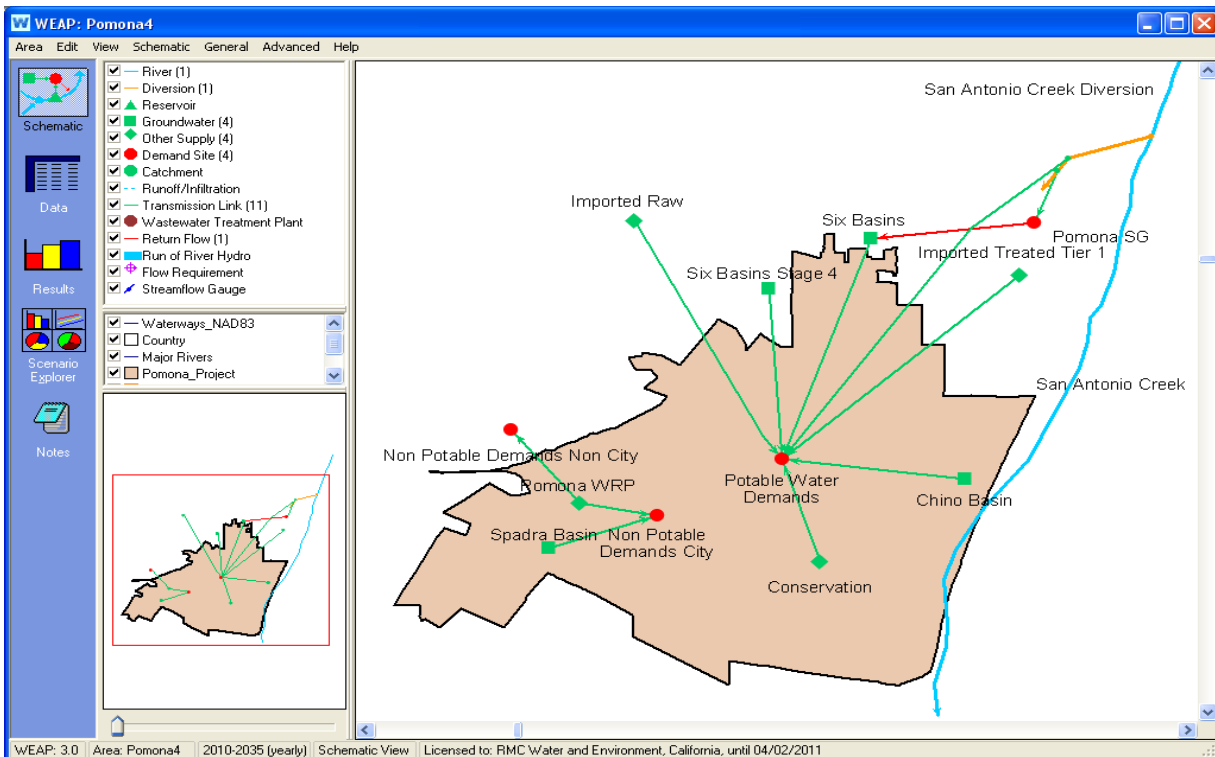 WEAP: Pomona4
Area Edit View Schematic General Advanced Help
Schematic
Data
Results
Scenario
Explorer
Notes
River (1)
Diversion (1)
Reservoir
Groundwater (4)
Other Supply (4)
Demand Site (4)
Catchment
Runoff/Infiltration
Transmission Link (11)
Wastewater Treatment Plant
Return Flow (1)
Run of River Hydro
Flow Requirement
Streamflow Gauge
Waterways_NAD83
Country
Major Rivers
Pomona_Project
San Antonio Creek Diversion
Imported Raw
Six Basins
Pomona SG
Imported Treated Tier 1
Six Basins Stage 4
San Antonio Creek
Non Potable Demands Non City
Pomona WRP
Potable Water
Demands
Chino Basin
Spadra Basin
Non Potable
Demands City
Conservation
WEAP: 3.0 Area: Pomona4 2010-2035 (yearly) Schematic View Licensed to: RMC Water and Environment, California, until 04/02/2011